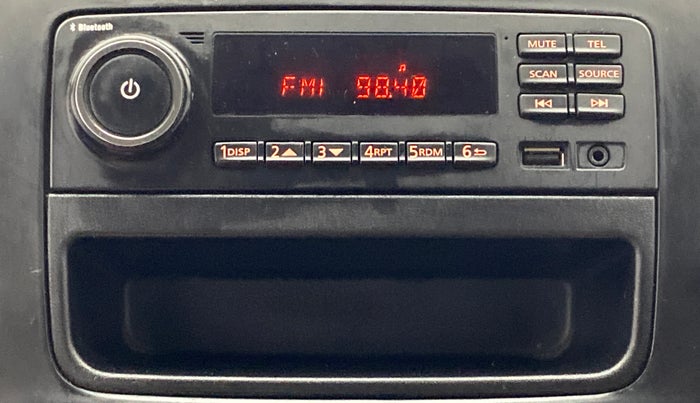 Bluetooth
MUTE TEL
FM1 98.40
SCAN SOURCE
1DISP 2 3 4RPT 5RDM 6